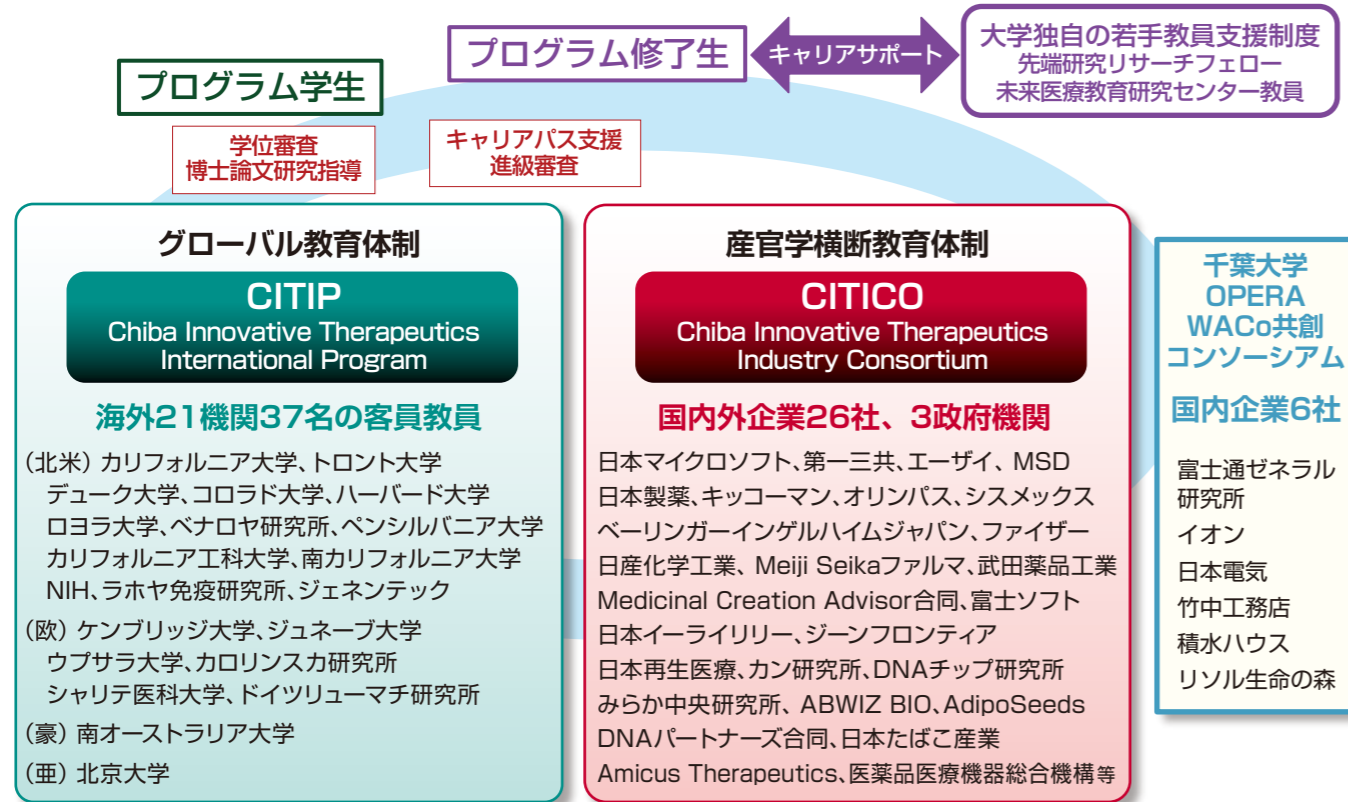 プログラム修了生
キャリアサポート
大学独自の若手教員支援制度
先端研究リサーチフェロー
未来医療教育研究センター教員
プログラム学生
学位審査
博士論文研究指導
キャリアパス支援
進級審査
グローバル教育体制
CITIP
Chiba Innovative Therapeutics
International Program
海外21機関37名の客員教員
(北米) カリフォルニア大学、トロント大学
デューク大学、コロラド大学、ハーバード大学
ロヨラ大学、ベナロヤ研究所、ペンシルバニア大学
カリフォルニア工科大学、南カリフォルニア大学
NIH、ラホヤ免疫研究所、ジェネンテック
(欧) ケンブリッジ大学、ジュネーブ大学
ウプサラ大学、カロリンスカ研究所
シャリテ医科大学、ドイツリューマチ研究所
(豪) 南オーストラリア大学
(亜) 北京大学
産官学横断教育体制
CITICO
Chiba Innovative Therapeutics
Industry Consortium
国内外企業26社、3政府機関
日本マイクロソフト、第一三共、エーザイ、MSD
日本製薬、キッコーマン、オリンパス、シスメックス
ベーリンガーインゲルハイムジャパン、ファイザー
日産化学工業、Meiji Seikaファルマ、武田薬品工業
Medicinal Creation Advisor合同、富士ソフト
日本イーライリリー、ジーンフロンティア
日本再生医療、カン研究所、DNAチップ研究所
みらか中央研究所、ABWIZ BIO、AdipoSeeds
DNAパートナーズ合同、日本たばこ産業
Amicus Therapeutics、医薬品医療機器総合機構等
千葉大学
OPERA
WACo共創
コンソーシアム
国内企業6社
富士通ゼネラル
研究所
イオン
日本電気
竹中工務店
積水ハウス
リソル生命の森